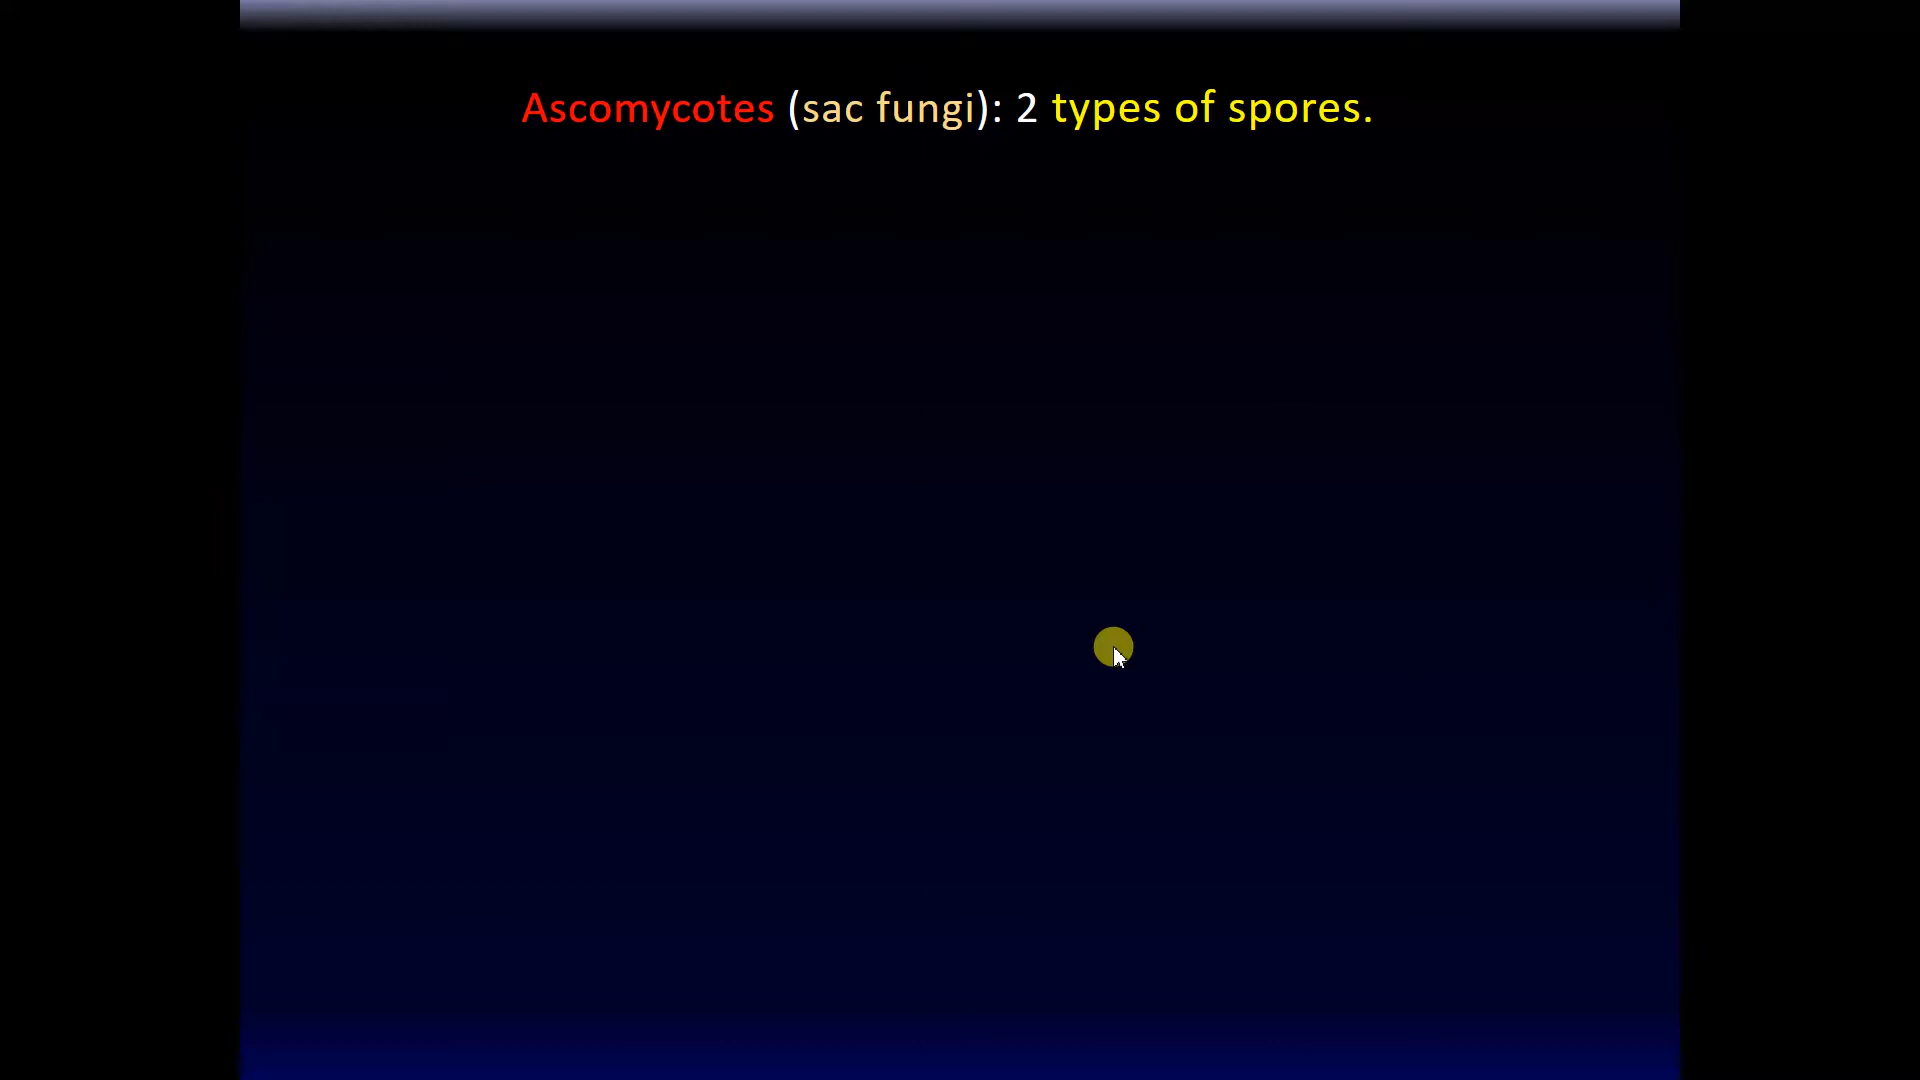 Ascomycotes (sac fungi): 2 types of spores.